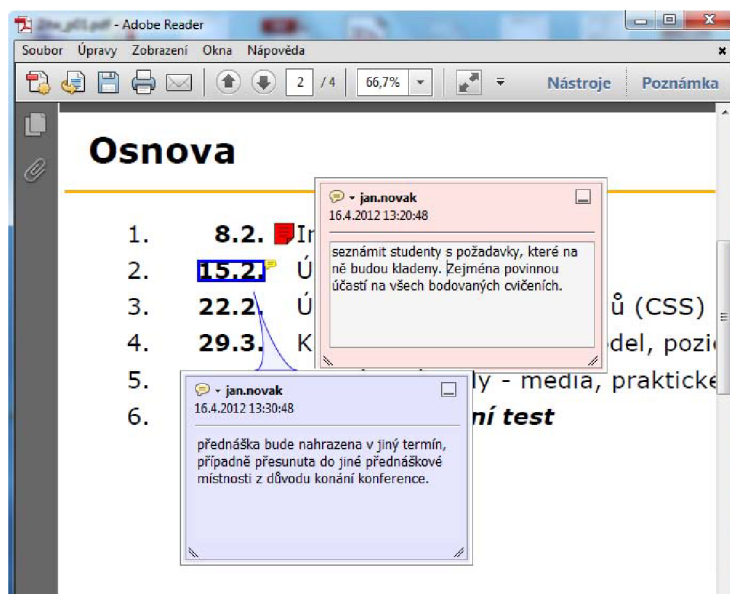 - Adobe Reader
Soubor Úpravy Zobrazení Okna Nápověda
2 / 4 66,7% Nástroje Poznámka
Osnova
1. 8.2.
2. 15.2. Ú
3. 22.2. Ú ů (CSS)
4. 29.3. K del, pozi
5. dy - media, praktické
6. ní test
jan.novak
16.4.2012 13:20:48
seznámit studenty s požadavky, které na
ně budou kladeny. Zejména povinnou
účastí na všech bodovaných cvičeních.
jan.novak
16.4.2012 13:30:48
přednáška bude nahrazena v jiný termín,
případně přesunuta do jiné přednáškové
místnosti z důvodu konání konference.